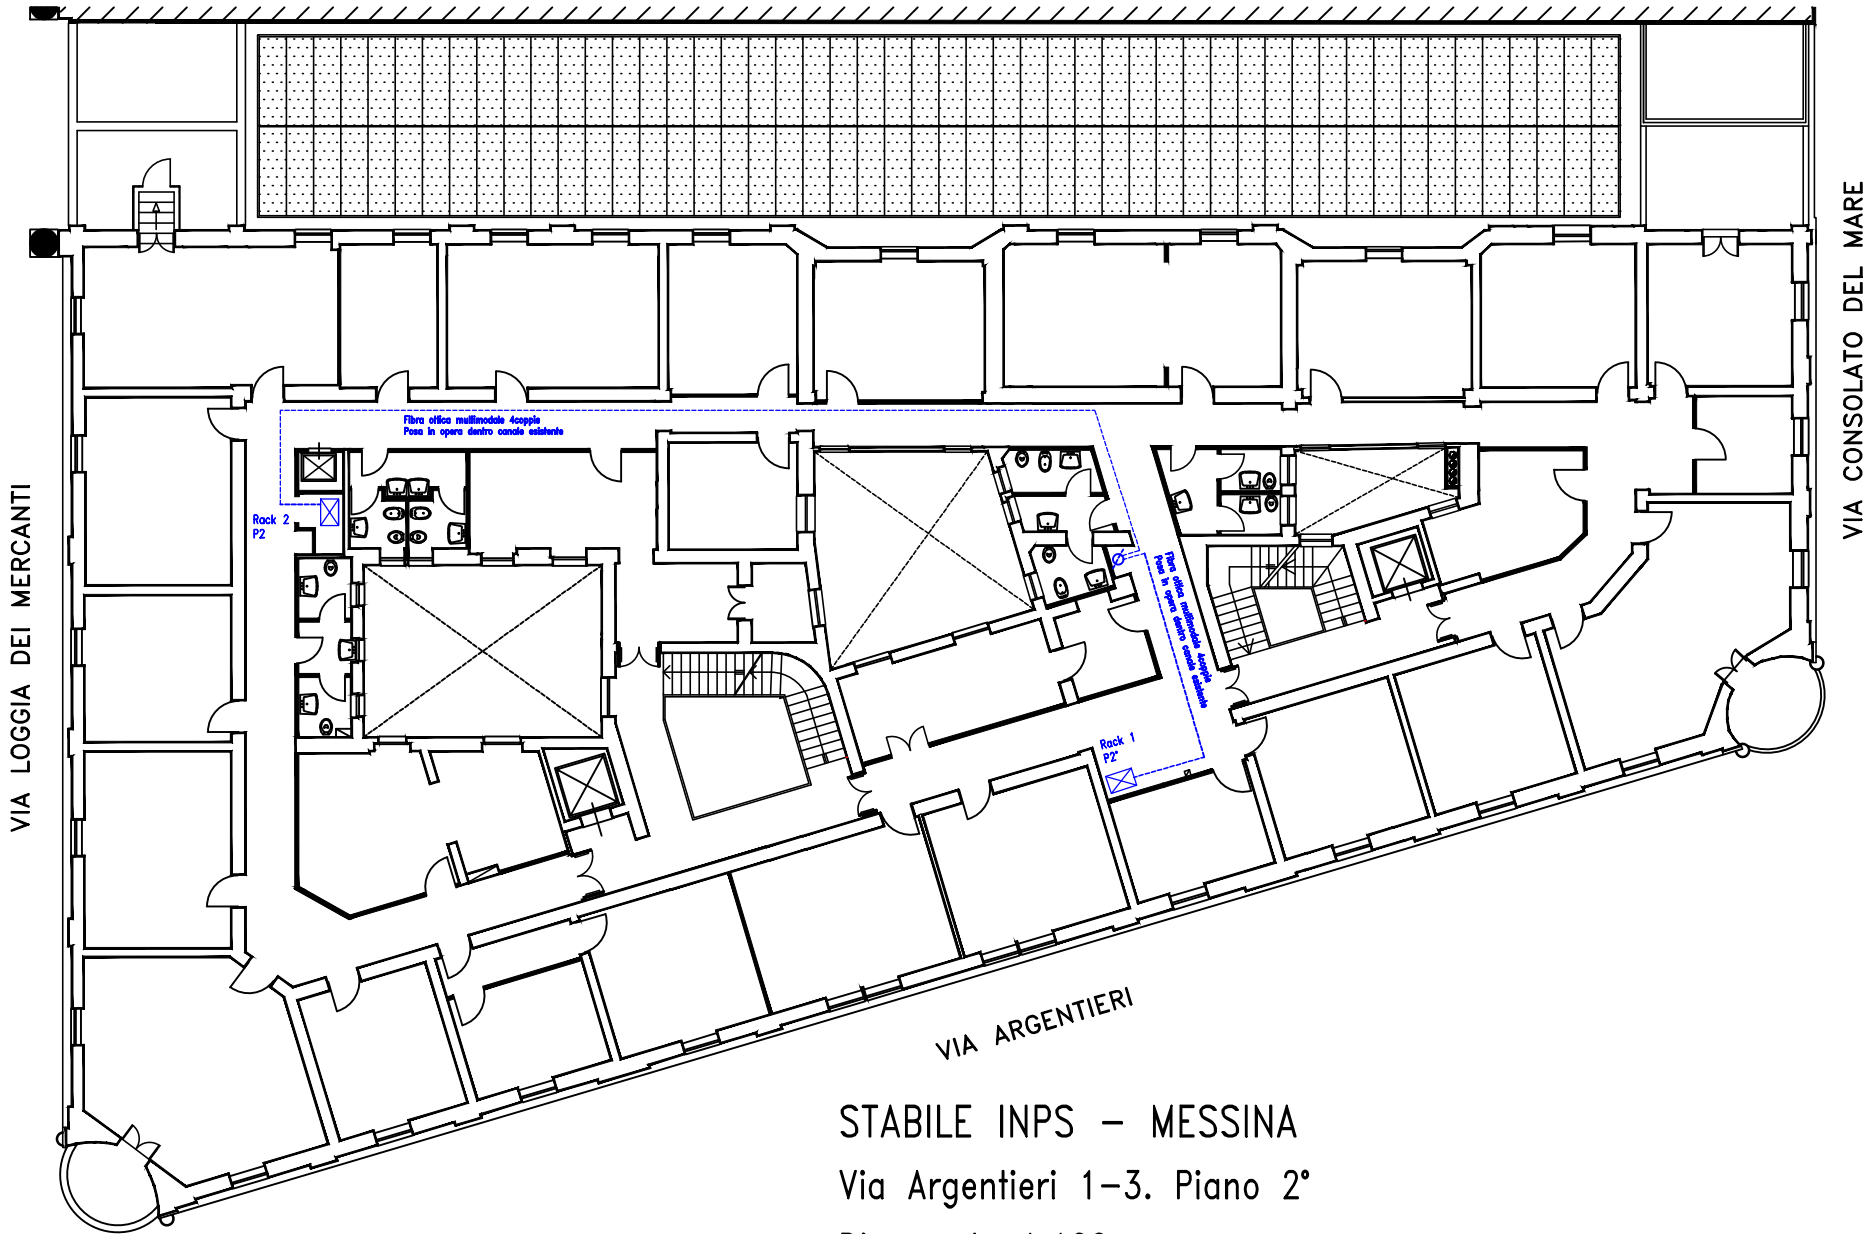 VIA CONSOLATO DEL MARE
Fibra ottica multimodale 4coppie
Posa in opera dentro canale esistente
VIA LOGGIA DEI MERCANTI
Rack 2
P2
Fibra ottica multimodale 4coppie
Posa in opera dentro canale esistente
Rack 1
P2°
VIA ARGENTIERI
STABILE INPS – MESSINA
Via Argentieri 1–3. Piano 2°